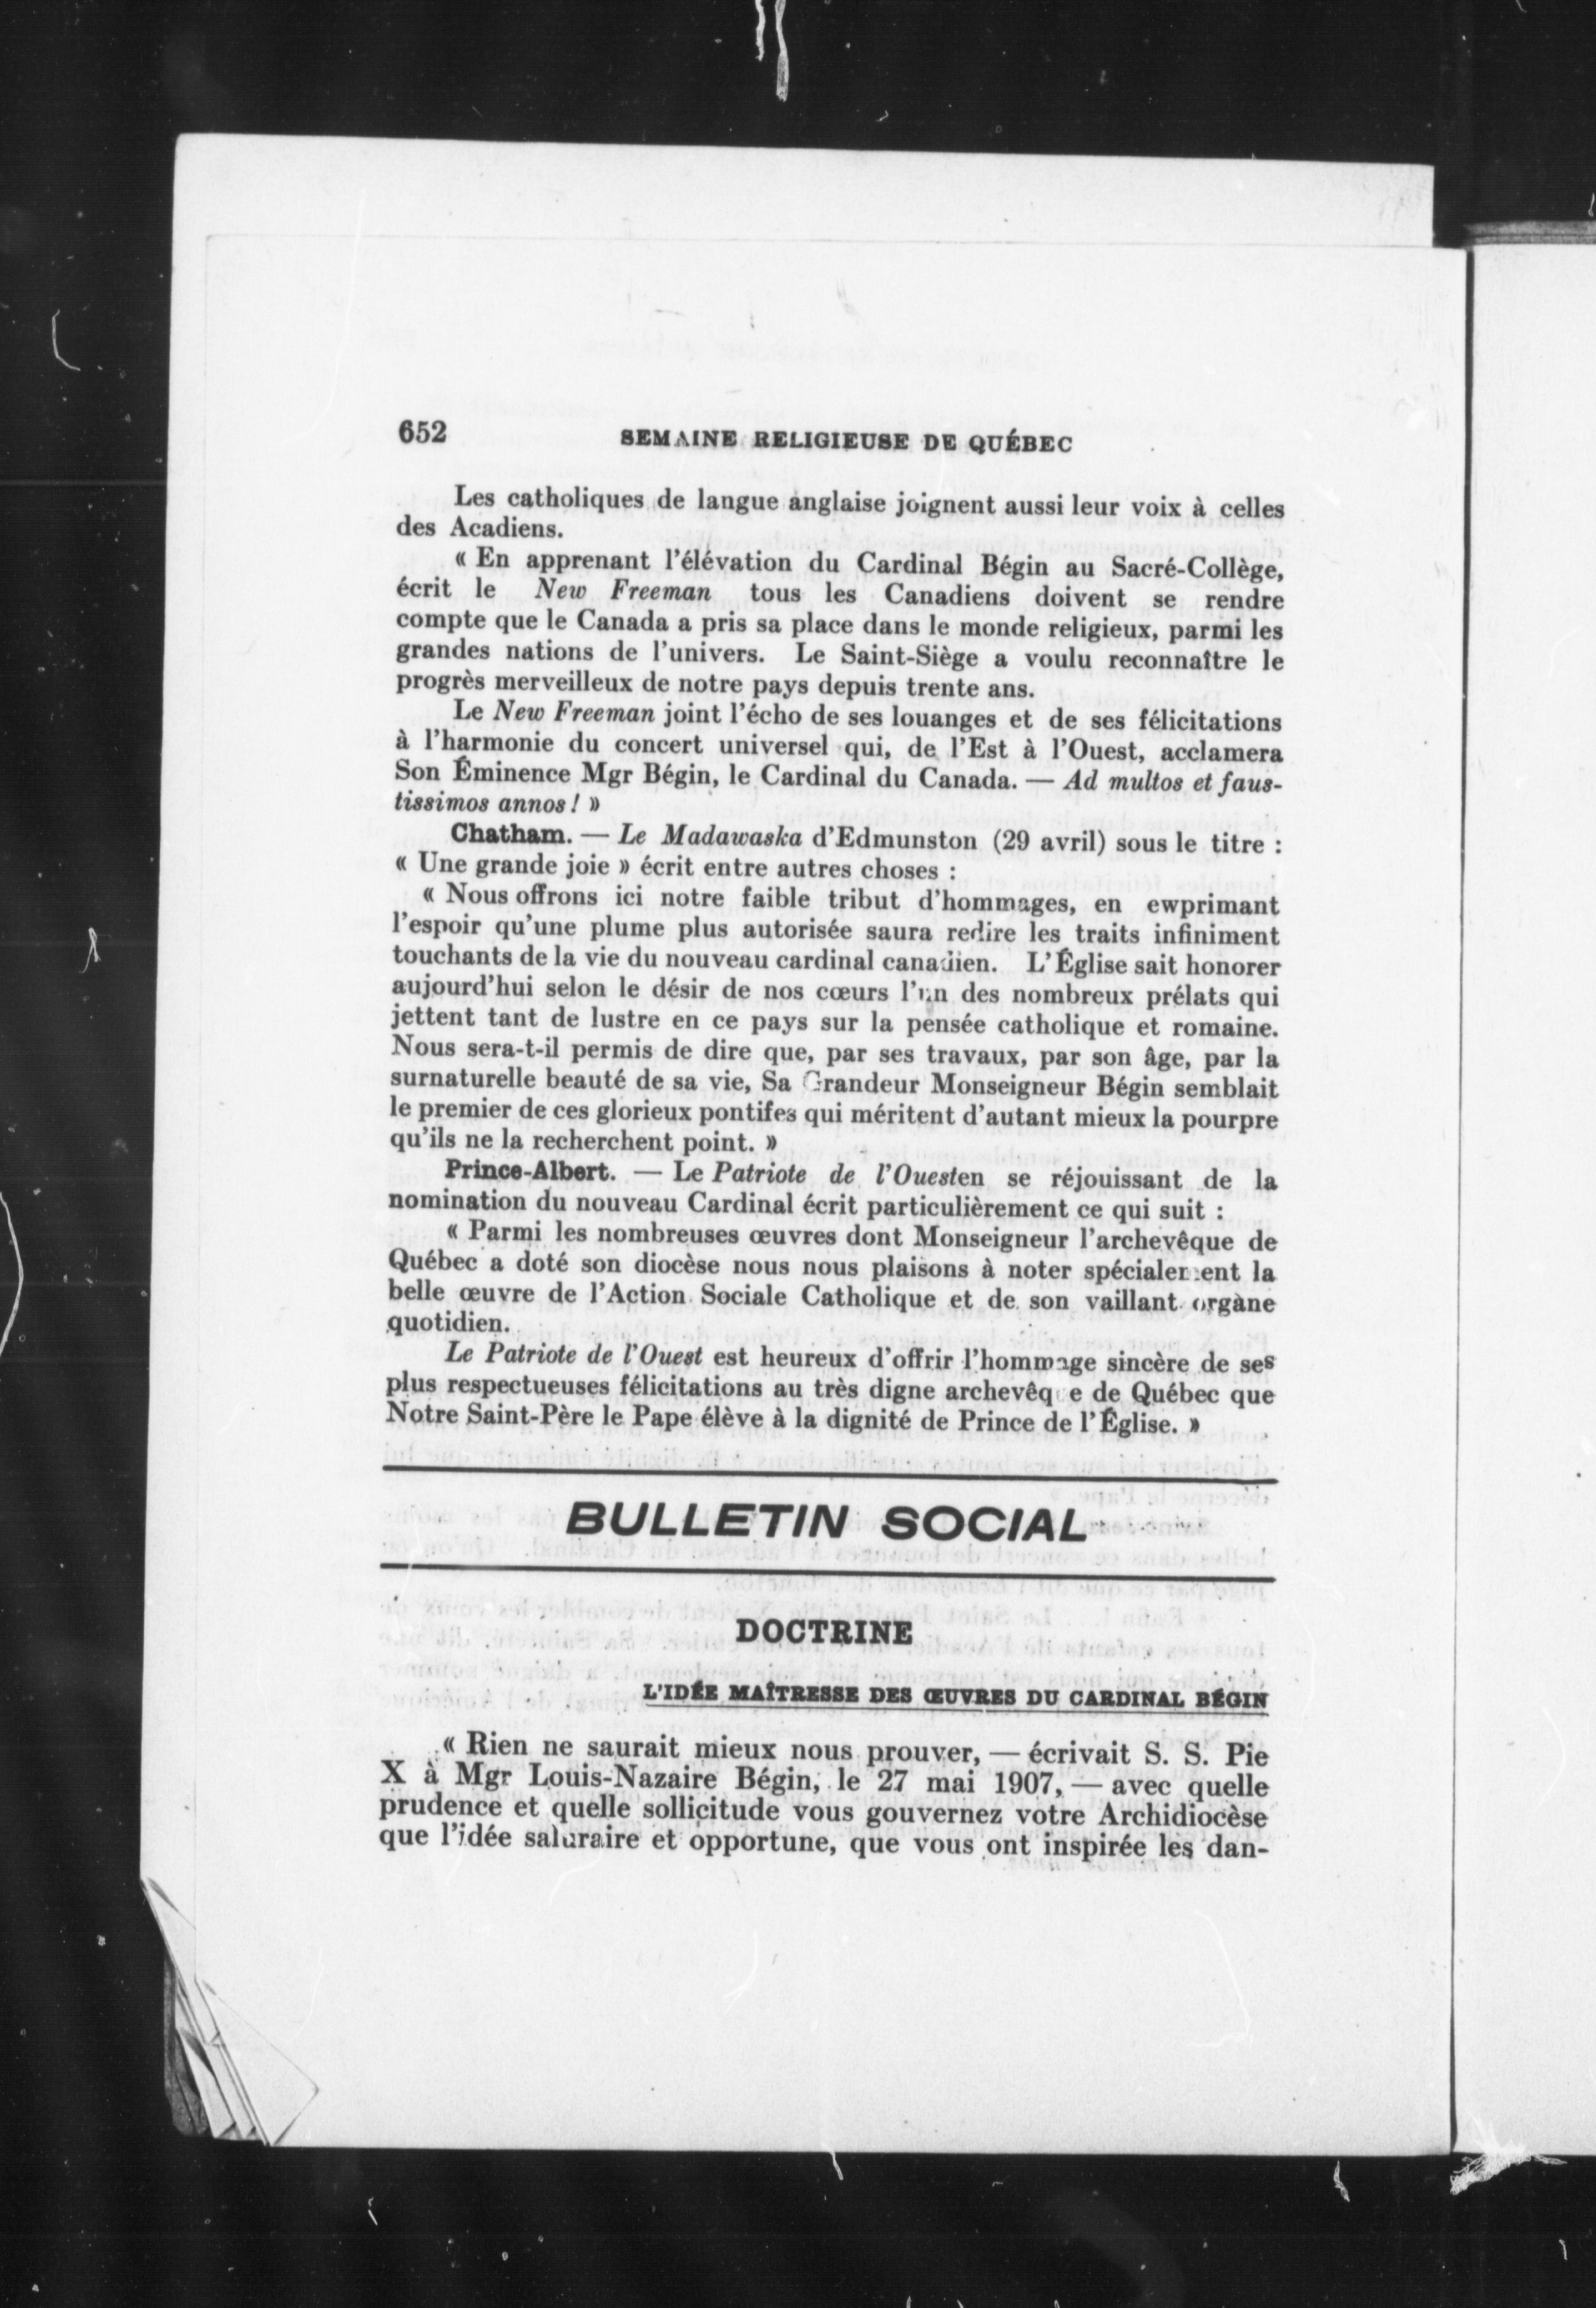 652
SEMAINE RELIGIEUSE DE QUÉBEC
Les catholiques de langue anglaise joignent aussi leur voix à celles
des Acadiens.
« En apprenant l'élévation du Cardinal Bégin au Sacré-Collège,
écrit le New Freeman tous les Canadiens doivent se rendre
compte que le Canada a pris sa place dans le monde religieux, parmi les
grandes nations de l'univers. Le Saint-Siège a voulu reconnaître le
progrès merveilleux de notre pays depuis trente ans.
Le New Freeman joint l'écho de ses louanges et de ses félicitations
à l'harmonie du concert universel qui, de l'Est à l'Ouest, acclamera
Son Éminence Mgr Bégin, le Cardinal du Canada. — Ad multos et faus-
tissimos annos ! »
Chatham. — Le Madawaska d'Edmunston (29 avril) sous le titre :
« Une grande joie » écrit entre autres choses :
« Nous offrons ici notre faible tribut d'hommages, en ewprimant
l'espoir qu'une plume plus autorisée saura redire les traits infiniment
touchants de la vie du nouveau cardinal canadien. L'Église sait honorer
aujourd'hui selon le désir de nos cœurs l'un des nombreux prélats qui
jettent tant de lustre en ce pays sur la pensée catholique et romaine.
Nous sera-t-il permis de dire que, par ses travaux, par son âge, par la
surnaturelle beauté de sa vie, Sa Grandeur Monseigneur Bégin semblait
le premier de ces glorieux pontifes qui méritent d'autant mieux la pourpre
qu'ils ne la recherchent point. »
Prince-Albert. — Le Patriote de l'Ouesten se réjouissant de la
nomination du nouveau Cardinal écrit particulièrement ce qui suit :
« Parmi les nombreuses œuvres dont Monseigneur l'archevêque de
Québec a doté son diocèse nous nous plaisons à noter spécialement la
belle œuvre de l'Action Sociale Catholique et de son vaillant orgàne
quotidien.
Le Patriote de l'Ouest est heureux d'offrir l'hommage sincère de ses
plus respectueuses félicitations au très digne archevêque de Québec que
Notre Saint-Père le Pape élève à la dignité de Prince de l'Église. »
BULLETIN SOCIAL
DOCTRINE
L'IDÉE MAÎTRESSE DES ŒUVRES DU CARDINAL BÉGIN
« Rien ne saurait mieux nous prouver, — écrivait S. S. Pie
X à Mgr Louis-Nazaire Bégin, le 27 mai 1907, — avec quelle
prudence et quelle sollicitude vous gouvernez votre Archidiocèse
que l'idée saluraire et opportune, que vous ont inspirée les dan-